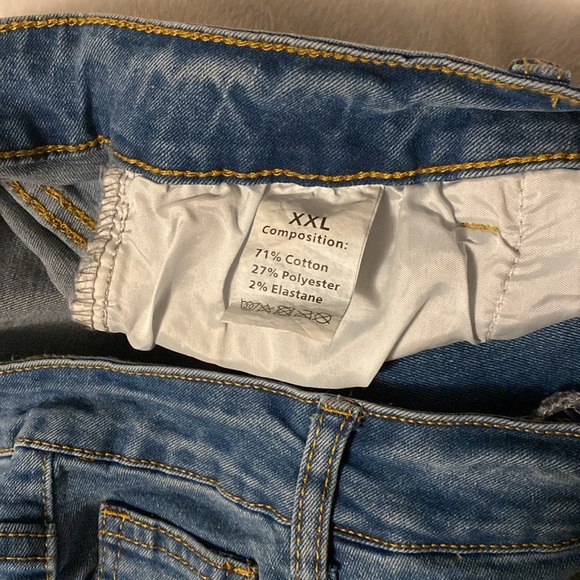 XXL
Composition:
71% Cotton
27% Polyester
2% Elastane